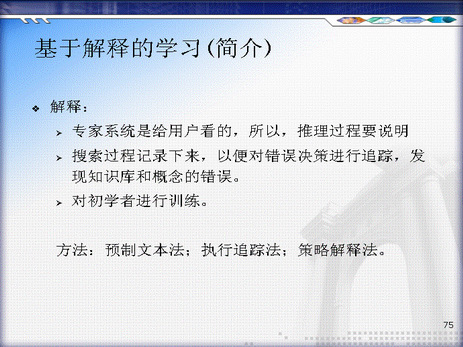 基于解释的学习(简介)
解释：
专家系统是给用户看的，所以，推理过程要说明
搜索过程记录下来，以便对错误决策进行追踪，发
现知识库和概念的错误。
对初学者进行训练。
方法：预制文本法；执行追踪法；策略解释法。
75